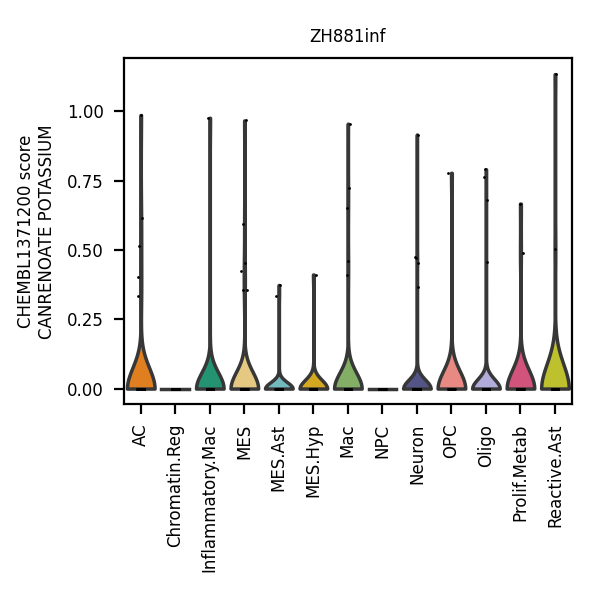 ZH881inf
CHEMBL1371200 score
CANRENOATE POTASSIUM
1.00
0.75
0.50
0.25
0.00
AC
Chromatin.Reg
Inflammatory.Mac
MES
MES.Ast
MES.Hyp
Mac
NPC
Neuron
OPC
Oligo
Prolif.Metab
Reactive.Ast